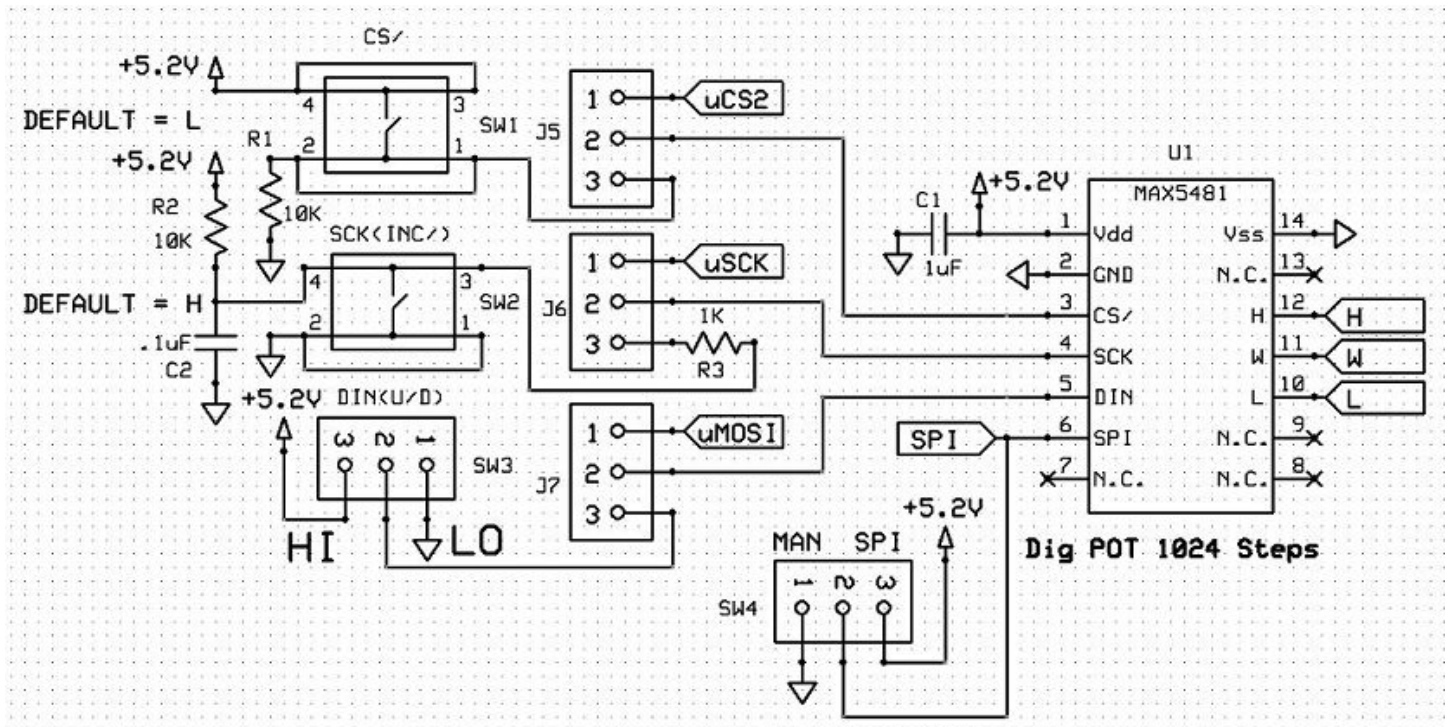 CS/
+5.2V
4
3
DEFAULT = L
R1
2
1
SW1
+5.2V
R2
10K
10K
SCK(INC/)
4
3
SW2
DEFAULT = H
2
1
.1uF
C2
+5.2V
DIN(U/D)
3 2 1
SW3
HI
LO
J5
1
2
3
uCS2
J6
1
2
3
uSCK
1K
R3
J7
1
2
3
uMOSI
U1
MAX5481
+5.2V
C1
1uF
1 Vdd
2 GND
3 CS/
4 SCK
5 DIN
6 SPI
7 N.C.
Vss 14
N.C. 13
H 12
W 11
L 10
N.C. 9
N.C. 8
H
W
L
SPI
Dig POT 1024 Steps
+5.2V
MAN SPI
1 2 3
SW4